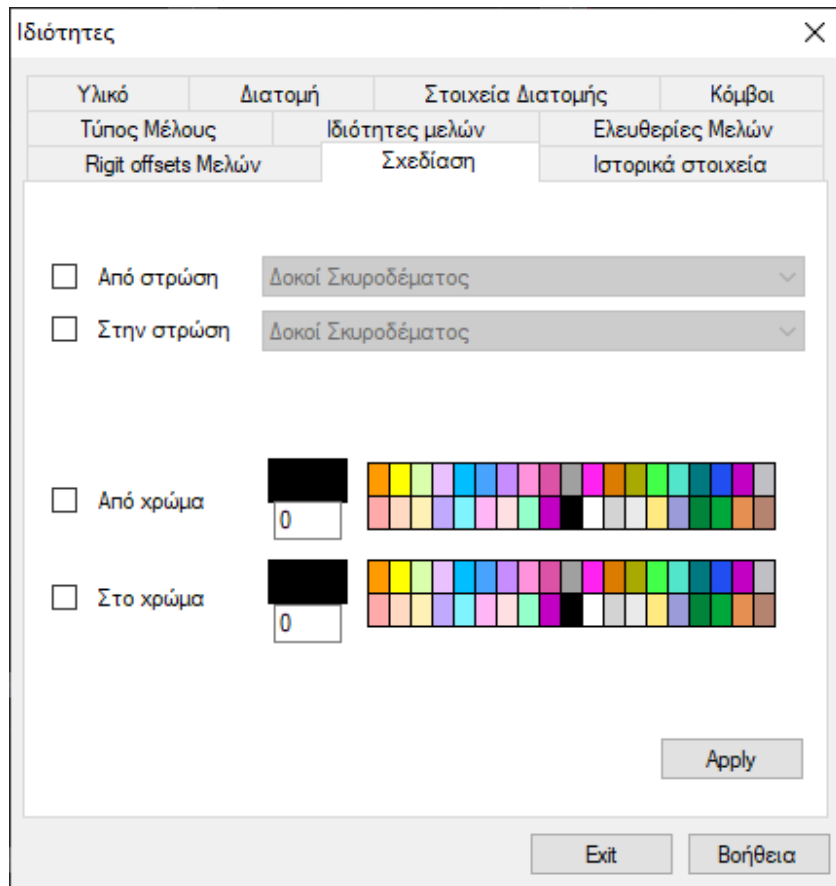 Ιδιότητες
Υλικό Διατομή Στοιχεία Διατομής Κόμβοι
Τύπος Μέλους Ιδιότητες μελών Ελευθερίες Μελών
Rigit offsets Μελών Σχεδίαση Ιστορικά στοιχεία
Από στρώση Δοκοί Σκυροδέματος
Στην στρώση Δοκοί Σκυροδέματος
Από χρώμα
0
Στο χρώμα
0
Apply
Exit Βοήθεια